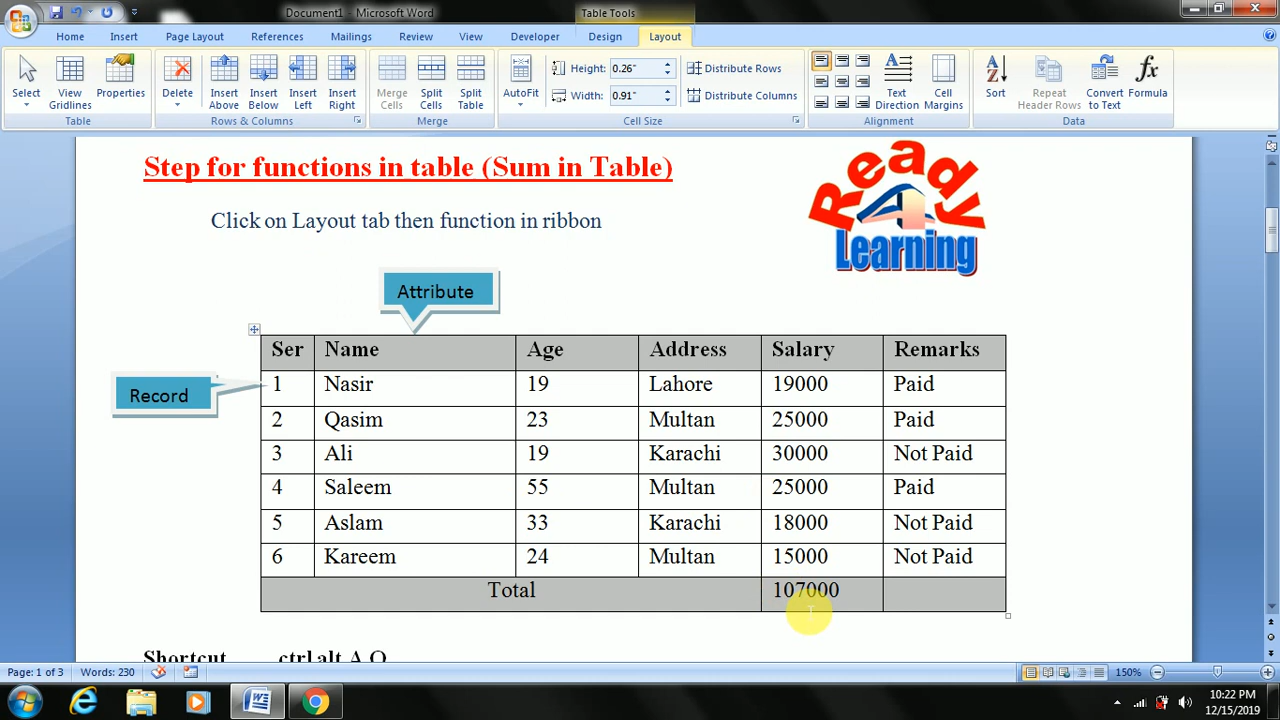 Document1 - Microsoft Word
Table Tools
Home Insert Page Layout References Mailings Review View Developer Design Layout
Select
View Gridlines
Properties
Table
Delete
Insert Above
Insert Below
Insert Left
Insert Right
Rows & Columns
Merge Cells
Split Cells
Split Table
Merge
AutoFit
Height: 0.26"
Width: 0.91"
Distribute Rows
Distribute Columns
Cell Size
Text Direction
Cell Margins
Alignment
Sort
Repeat Header Rows
Convert to Text
Formula
Data
Step for functions in table (Sum in Table)
Click on Layout tab then function in ribbon
Ready
Learning
Attribute
Record
Ser Name Age Address Salary Remarks
1 Nasir 19 Lahore 19000 Paid
2 Qasim 23 Multan 25000 Paid
3 Ali 19 Karachi 30000 Not Paid
4 Saleem 55 Multan 25000 Paid
5 Aslam 33 Karachi 18000 Not Paid
6 Kareem 24 Multan 15000 Not Paid
Total 107000
Shortcut ctrl alt A O
Page: 1 of 3 Words: 230 150%
10:22 PM
12/15/2019